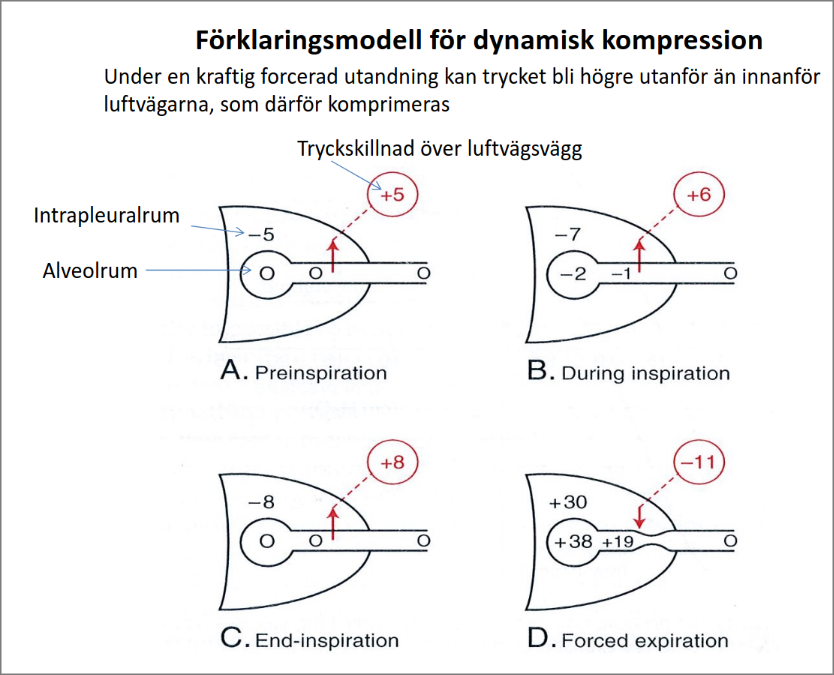 Förklaringsmodell för dynamisk kompression
Under en kraftig forcerad utandning kan trycket bli högre utanför än innanför
luftvägarna, som därför komprimeras
Tryckskillnad över luftvägsvägg
+5
Intrapleuralrum
−5
Alveolrum
O
O
O
A. Preinspiration
+6
−7
−2
−1
O
B. During inspiration
+8
−8
O
O
O
C. End-inspiration
−11
+30
+38
+19
O
D. Forced expiration